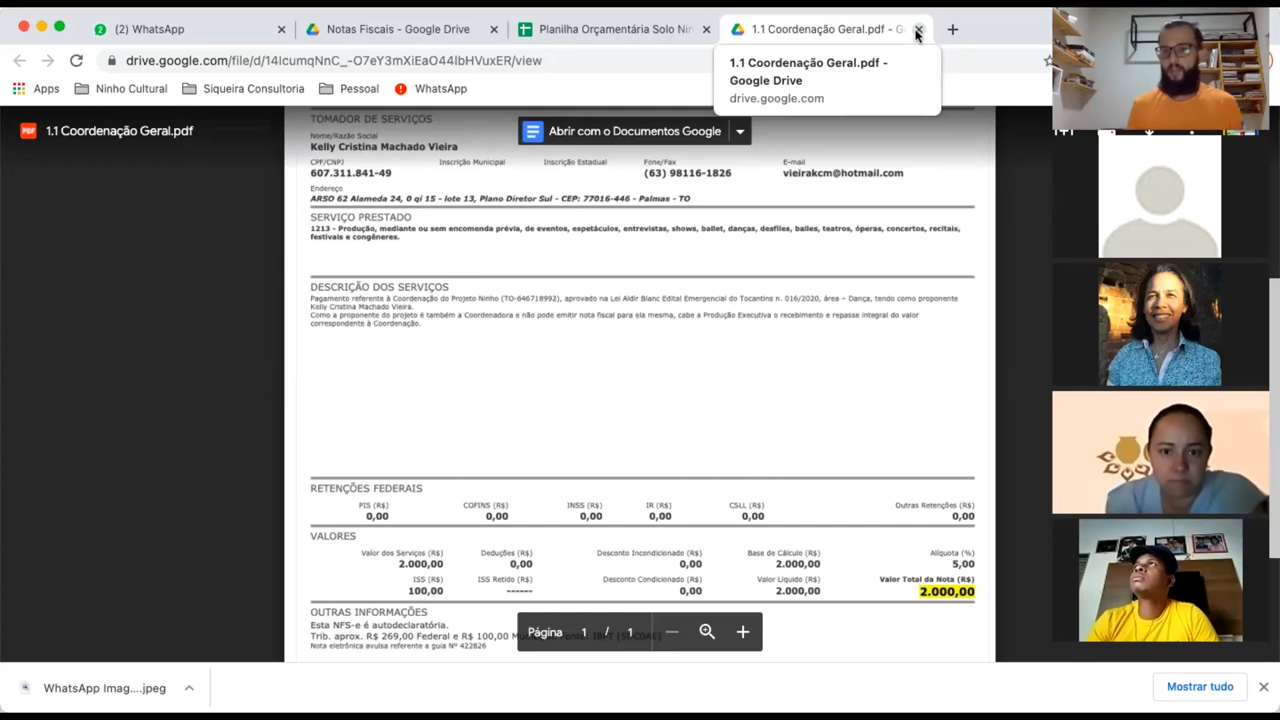 (2) WhatsApp
Notas Fiscais - Google Drive
Planilha Orçamentária Solo Nin
1.1 Coordenação Geral.pdf - G
drive.google.com/file/d/14lcumqNnC_-O7eY3mXiEaO44lbHVuxER/view
1.1 Coordenação Geral.pdf -
Google Drive
drive.google.com
Apps
Ninho Cultural
Siqueira Consultoria
Pessoal
WhatsApp
PDF
1.1 Coordenação Geral.pdf
Abrir com o Documentos Google
TOMADOR DE SERVIÇOS
Nome/Razão Social
Kelly Cristina Machado Vieira
CPF/CNPJ Inscrição Municipal Inscrição Estadual Fone/Fax E-mail
607.311.841-49 (63) 98116-1826 vieirakcm@hotmail.com
Endereço
ARSO 62 Alameda 24, 0 qi 15 - lote 13, Plano Diretor Sul - CEP: 77016-446 - Palmas - TO
SERVIÇO PRESTADO
1213 - Produção, mediante ou sem encomenda prévia, de eventos, espetáculos, entrevistas, shows, ballet, danças, desfiles, bailes, teatros, óperas, concertos, recitais,
festivais e congêneres.
DESCRIÇÃO DOS SERVIÇOS
Pagamento referente à Coordenação do Projeto Ninho (TO-646718992), aprovado na Lei Aldir Blanc Edital Emergencial do Tocantins n. 016/2020, área – Dança, tendo como proponente
Kelly Cristina Machado Vieira.
Como a proponente do projeto é também a Coordenadora e não pode emitir nota fiscal para ela mesma, cabe a Produção Executiva o recebimento e repasse integral do valor
correspondente à Coordenação.
RETENÇÕES FEDERAIS
PIS (R$) COFINS (R$) INSS (R$) IR (R$) CSLL (R$) Outras Retenções (R$)
0,00 0,00 0,00 0,00 0,00 0,00
VALORES
Valor dos Serviços (R$) Deduções (R$) Desconto Incondicionado (R$) Base de Cálculo (R$) Alíquota (%)
2.000,00 0,00 0,00 2.000,00 5,00
ISS (R$) ISS Retido (R$) Desconto Condicionado (R$) Valor Líquido (R$) Valor Total da Nota (R$)
100,00 ------ 0,00 2.000,00 2.000,00
OUTRAS INFORMAÇÕES
Esta NFS-e é autodeclaratória.
Trib. aprox. R$ 269,00 Federal e R$ 100,00
Nota eletrônica avulsa referente a guia Nº 422826
Página 1 / 1
WhatsApp Imag....jpeg
Mostrar tudo